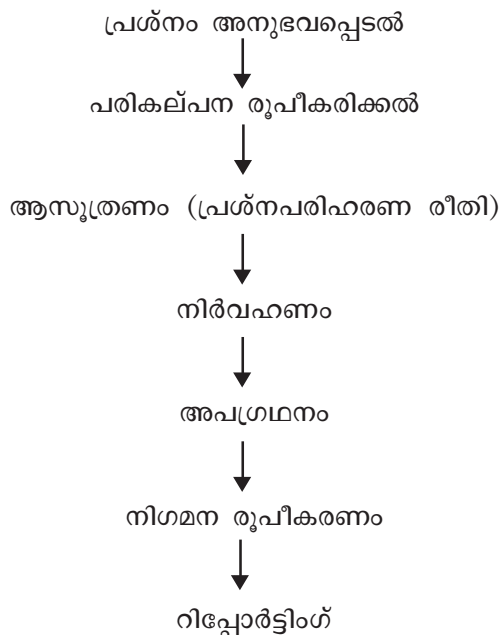 പ്രശ്നം അനുഭവപ്പെടൽ
പരികല്പന രൂപീകരിക്കൽ
ആസൂത്രണം (പ്രശ്നപരിഹരണ രീതി)
നിർവഹണം
അപഗ്രഥനം
നിഗമന രൂപീകരണം
റിപ്പോർട്ടിംഗ്